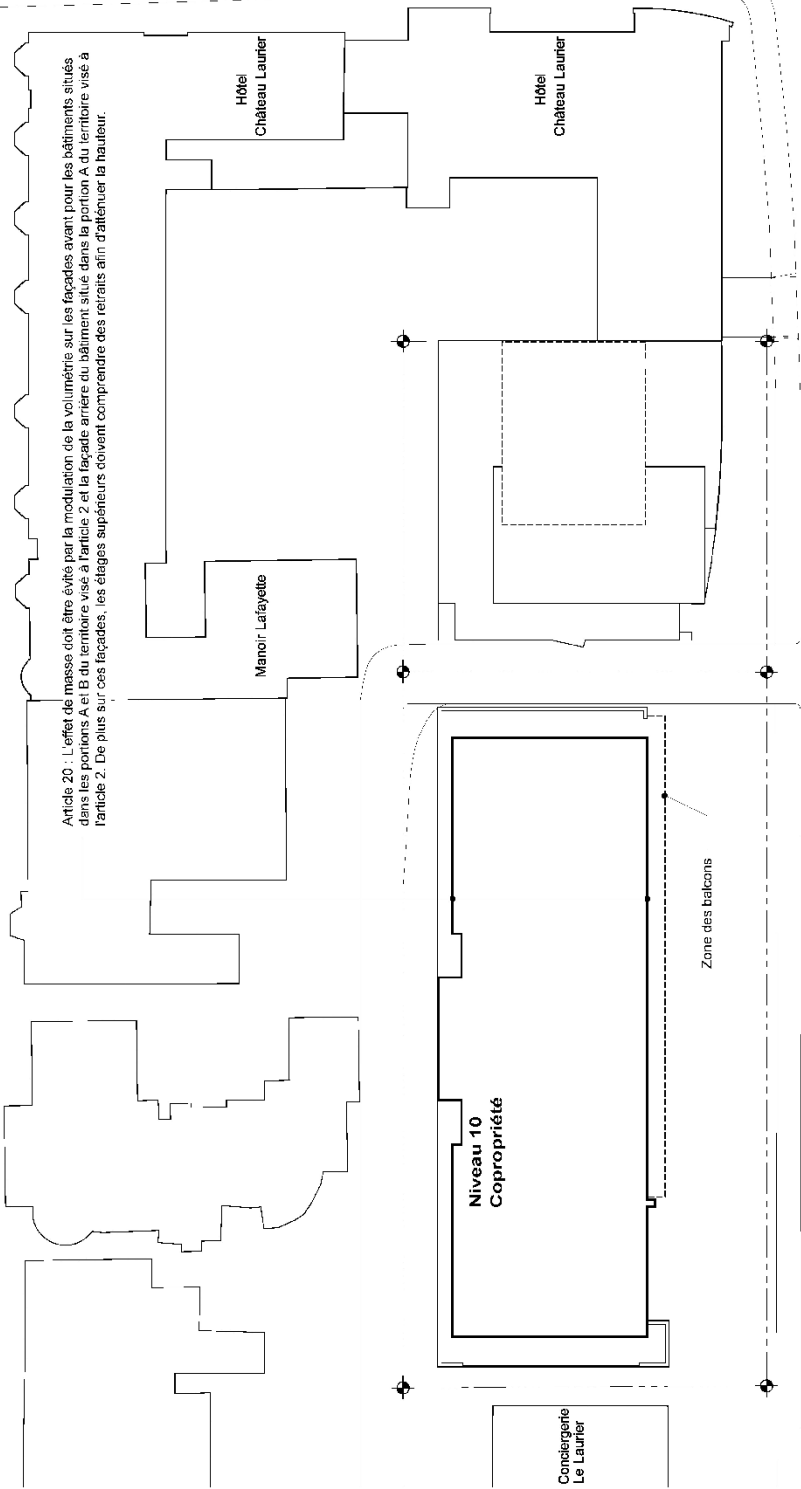 Article 20 : L'effet de masse doit être évité par la modulation de la volumétrie sur les façades avant pour les bâtiments situés
dans les portions A et B du territoire visé à l'article 2 et la façade arrière du bâtiment situé dans la portion A du territoire visé à
l'article 2. De plus sur ces façades, les étages supérieurs doivent comprendre des retraits afin d'atténuer la hauteur.
Hôtel
Château Laurier
Hôtel
Château Laurier
Manoir Lafayette
Niveau 10
Copropriété
Zone des balcons
Conciergerie
Le Laurier